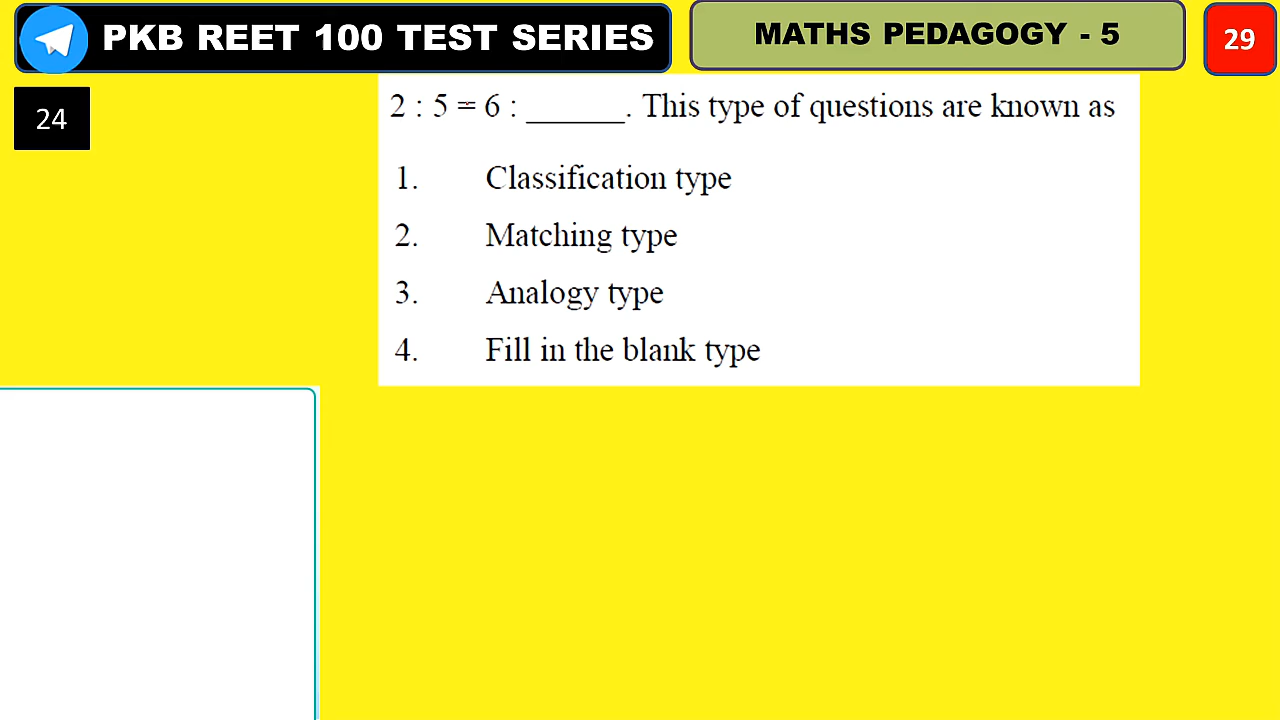 PKB REET 100 TEST SERIES
MATHS PEDAGOGY - 5
29
24
2 : 5 = 6 : ______. This type of questions are known as
1. Classification type
2. Matching type
3. Analogy type
4. Fill in the blank type